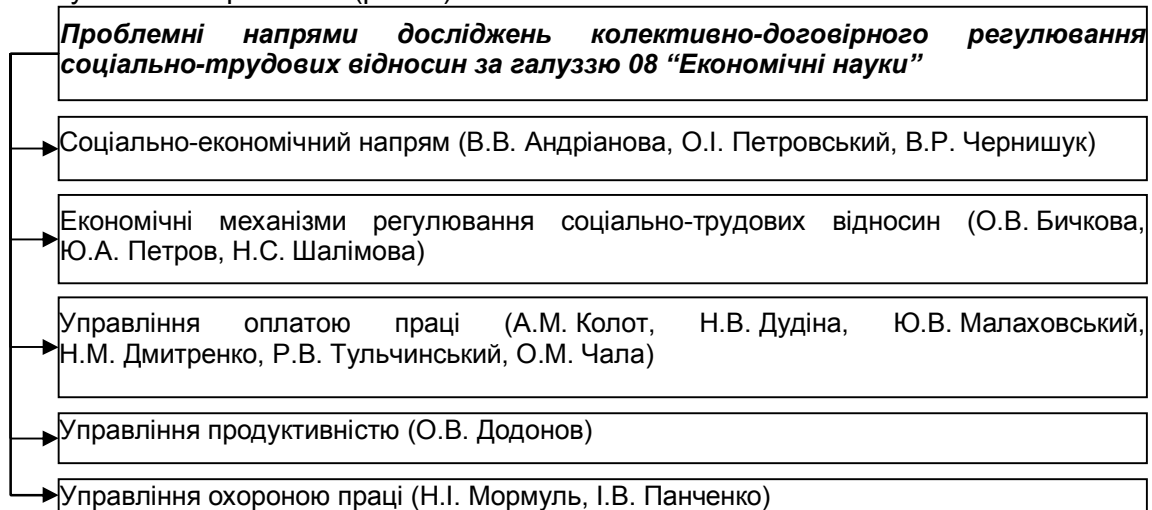 Проблемні напрями досліджень колективно-договірного регулювання
соціально-трудових відносин за галуззю 08 “Економічні науки”
Соціально-економічний напрям (В.В. Андріанова, О.І. Петровський, В.Р. Чернишук)
Економічні механізми регулювання соціально-трудових відносин (О.В. Бичкова,
Ю.А. Петров, Н.С. Шалімова)
Управління оплатою праці (А.М. Колот, Н.В. Дудіна, Ю.В. Малаховський,
Н.М. Дмитренко, Р.В. Тульчинський, О.М. Чала)
Управління продуктивністю (О.В. Додонов)
Управління охороною праці (Н.І. Мормуль, І.В. Панченко)